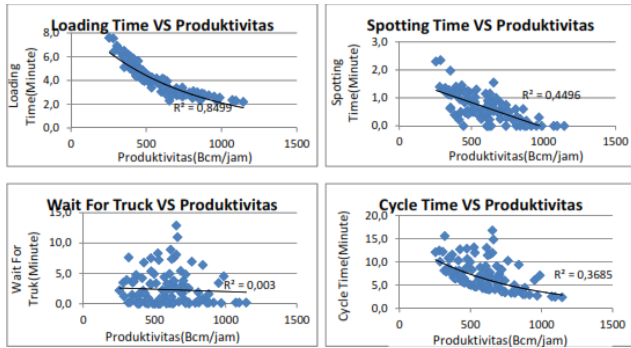 Loading Time VS Produktivitas
8,0
6,0
4,0
2,0
0,0
Loading
Time(Minute)
R² = 0,8499
0
500
1000
1500
Produktivitas(Bcm/jam)
Spotting Time VS Produktivitas
3,0
2,0
1,0
0,0
Spotting
Time(Minute)
R² = 0,4496
0
500
1000
1500
Produktivitas(Bcm/jam)
Wait For Truck VS Produktivitas
15,0
10,0
5,0
0,0
Wait For
Truk(Minute)
R² = 0,003
0
500
1000
1500
Produktivitas(Bcm/jam)
Cycle Time VS Produktivitas
20,0
15,0
10,0
5,0
0,0
Cycle Time(Minute)
R² = 0,3685
0
500
1000
1500
Produktivitas(Bcm/jam)